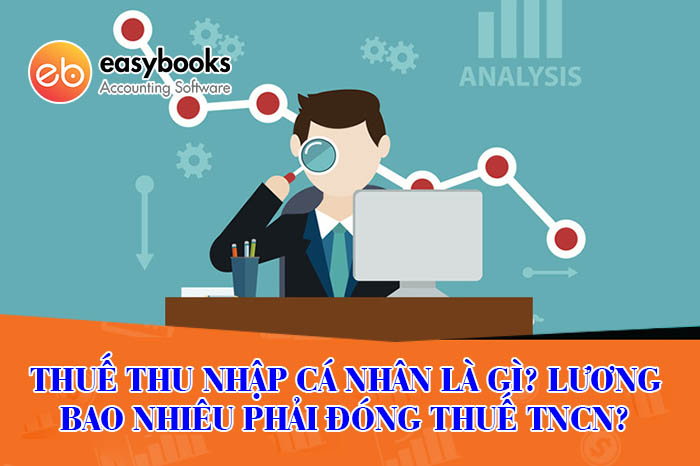 eb easybooks
Accounting Software
ANALYSIS
THUẾ THU NHẬP CÁ NHÂN LÀ GÌ? LƯƠNG
BAO NHIÊU PHẢI ĐÓNG THUẾ TNCN?